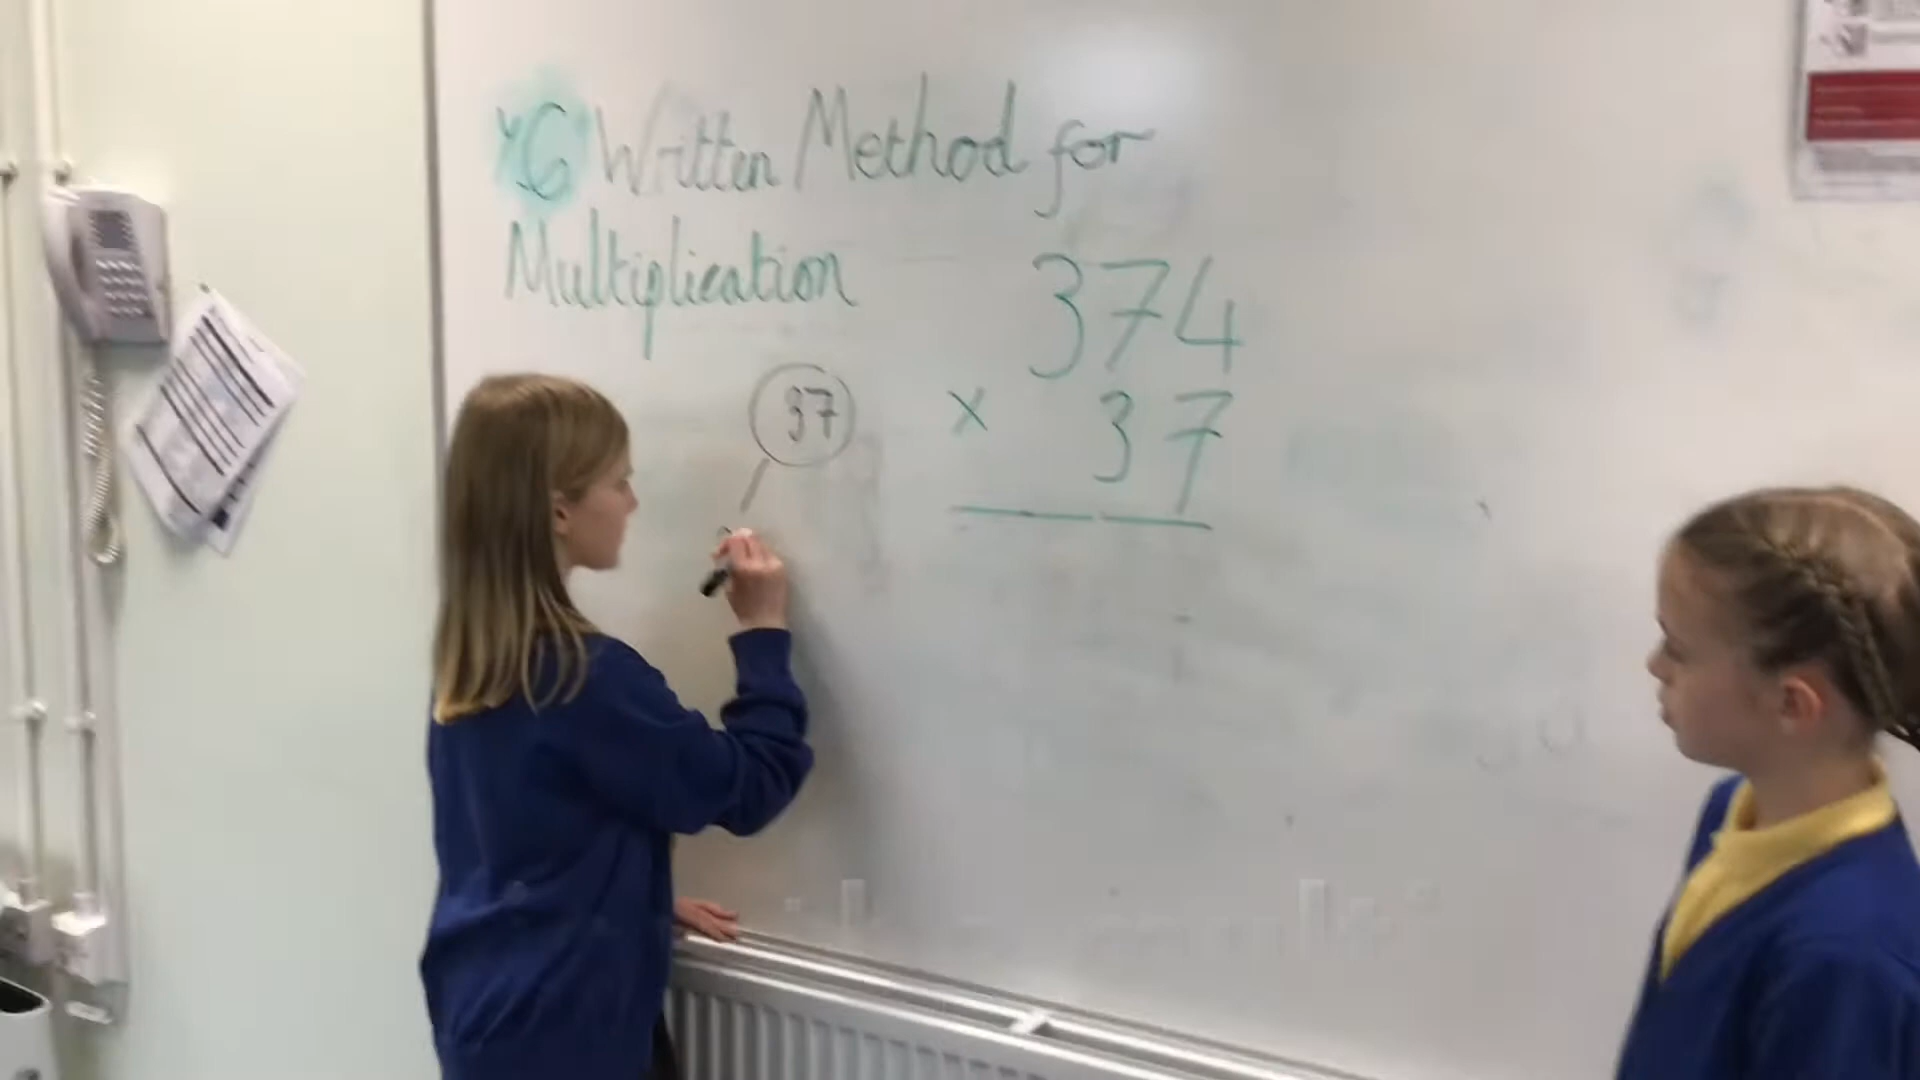 Y6 Written Method for
Multiplication
374
37
x 37